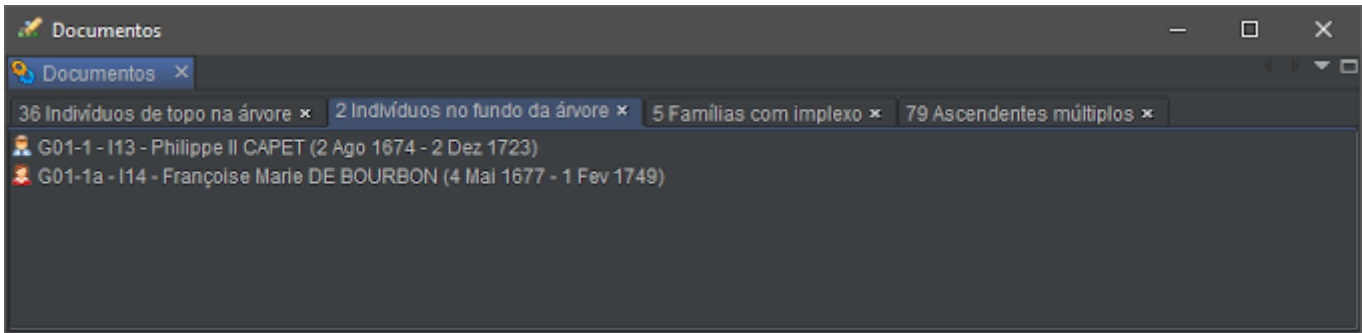 Documentos
Documentos
36 Indivíduos de topo na árvore 2 Indivíduos no fundo da árvore 5 Famílias com implexo 79 Ascendentes múltiplos
G01-1 - I13 - Philippe II CAPET (2 Ago 1674 - 2 Dez 1723)
G01-1a - I14 - Françoise Marie DE BOURBON (4 Mai 1677 - 1 Fev 1749)